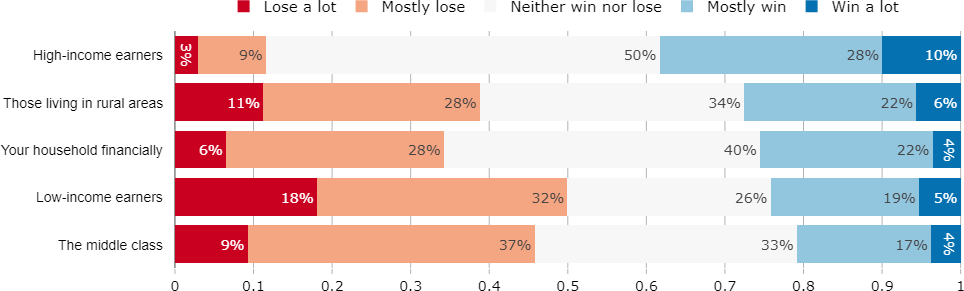 Lose a lot Mostly lose Neither win nor lose Mostly win Win a lot
High-income earners 3% 9% 50% 28% 10%
Those living in rural areas 11% 28% 34% 22% 6%
Your household financially 6% 28% 40% 22% 4%
Low-income earners 18% 32% 26% 19% 5%
The middle class 9% 37% 33% 17% 4%
0 0.1 0.2 0.3 0.4 0.5 0.6 0.7 0.8 0.9 1